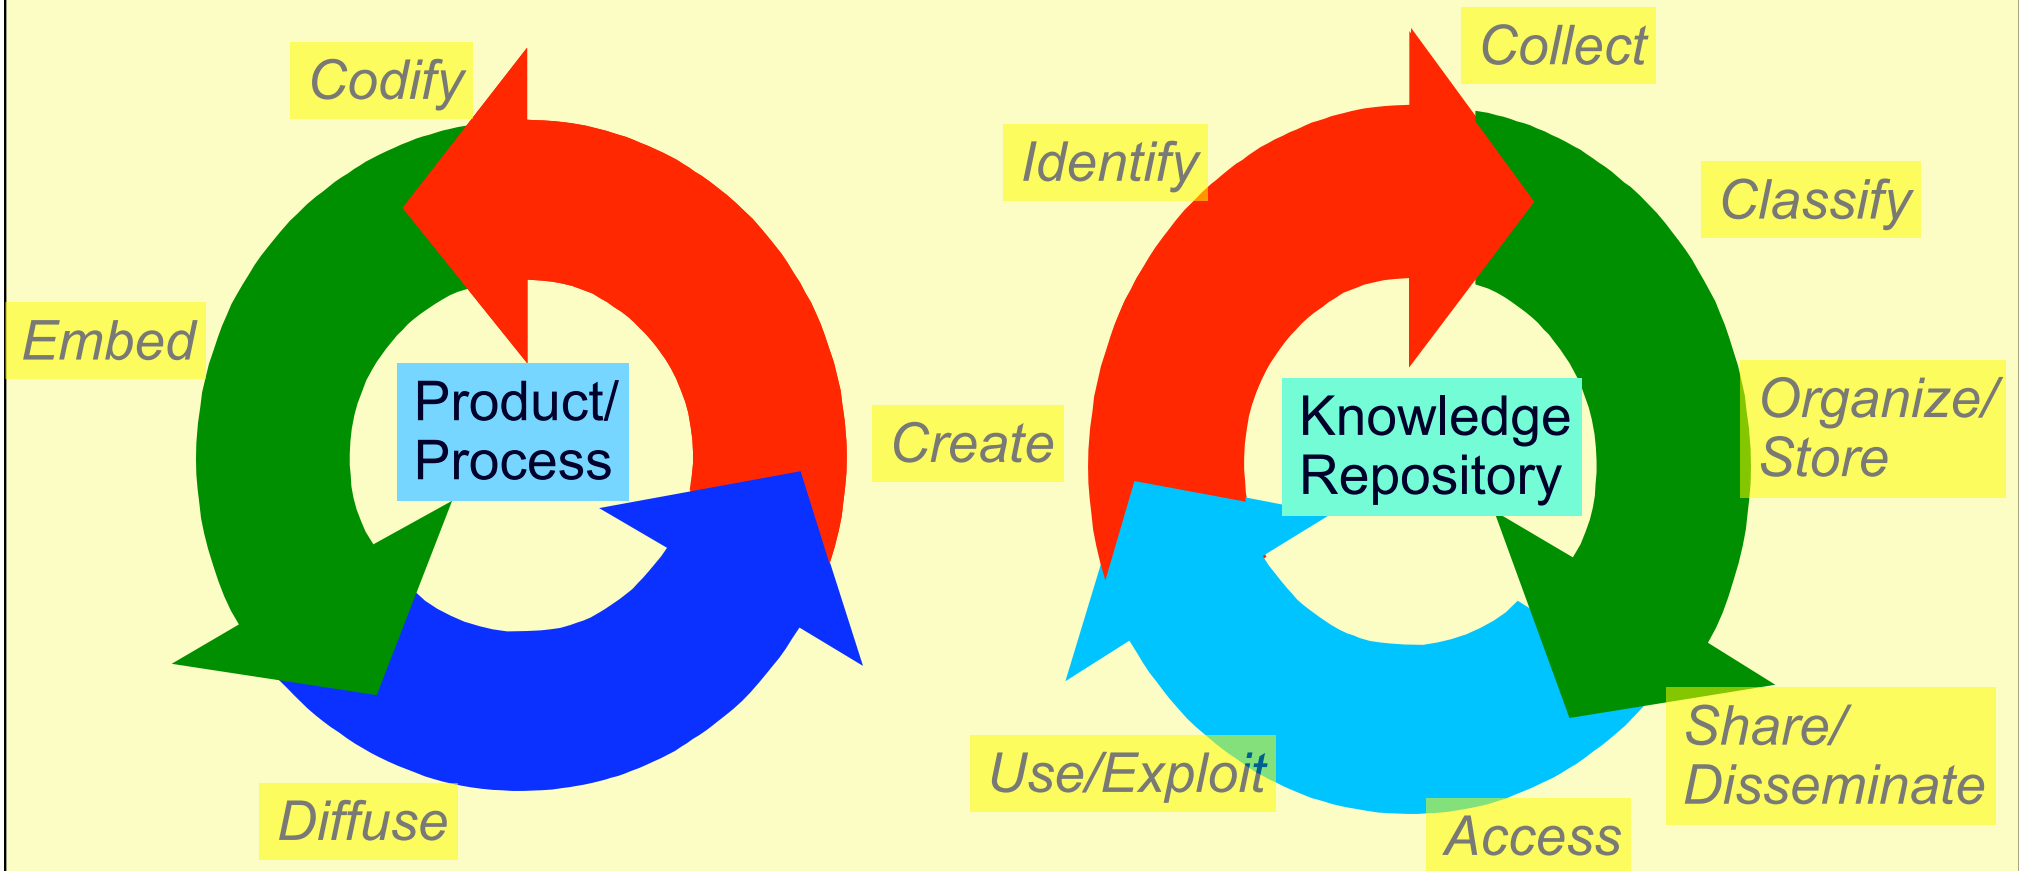 Codify
Collect
Identify
Classify
Embed
Product/
Process
Create
Knowledge
Repository
Organize/
Store
Use/Exploit
Share/
Disseminate
Diffuse
Access